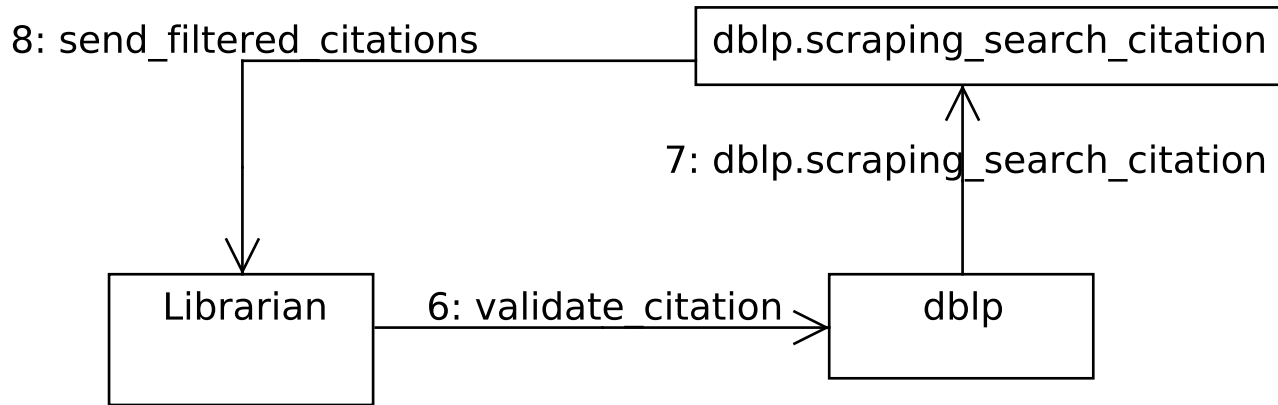 8: send_filtered_citations
dblp.scraping_search_citation
7: dblp.scraping_search_citation
Librarian
6: validate_citation
dblp